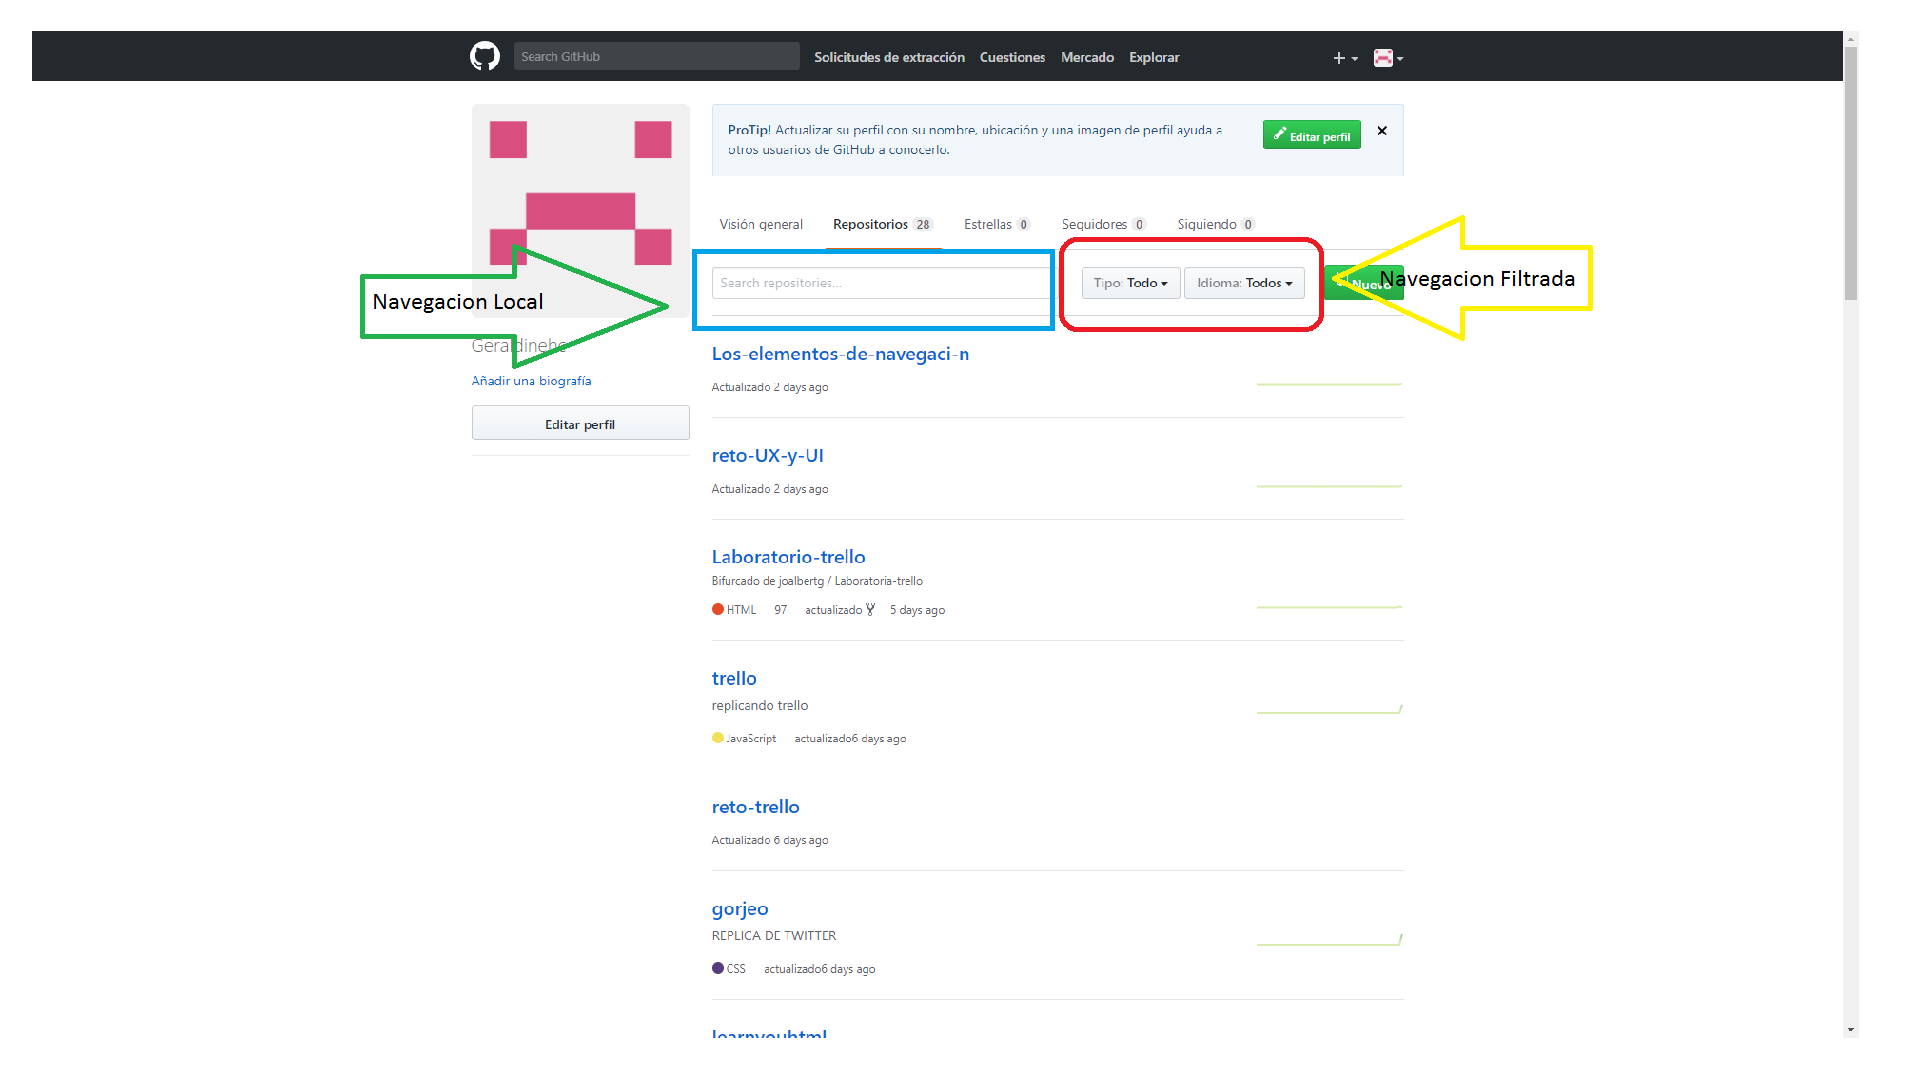 Search GitHub Solicitudes de extracción Cuestiones Mercado Explorar
ProTip! Actualizar su perfil con su nombre, ubicación y una imagen de perfil ayuda a
otros usuarios de GitHub a conocerlo.
Editar perfil
Visión general Repositorios 28 Estrellas 0 Seguidores 0 Siguiendo 0
Search repositories... Tipo: Todo Idioma: Todos Nuevo
Navegacion Filtrada
Navegacion Local
Añadir una biografía
Editar perfil
Los-elementos-de-navegaci-n
Actualizado 2 days ago
reto-UX-y-UI
Actualizado 2 days ago
Laboratorio-trello
Bifurcado de joalbertg / Laboratoria-trello
HTML 97 actualizado 5 days ago
trello
replicando trello
JavaScript actualizado6 days ago
reto-trello
Actualizado 6 days ago
gorjeo
REPLICA DE TWITTER
CSS actualizado6 days ago
learnyouhtml